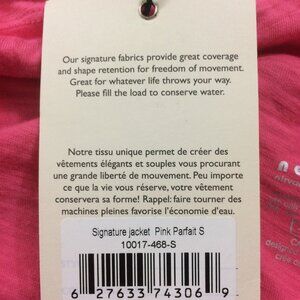 Our signature fabrics provide great coverage
and shape retention for freedom of movement.
Great for whatever life throws your way.
Please fill the load to conserve water.
Notre tissu unique permet de créer des
vêtements élégants et souples vous procurant
une grande liberté de mouvement. Peu importe
ce que la vie vous réserve, votre vêtement
conservera sa forme! Rappel: faire tourner des
machines pleines favorise l'économie d'eau.
Signature jacket Pink Parfait S
10017-468-S
6 27633 74306 9